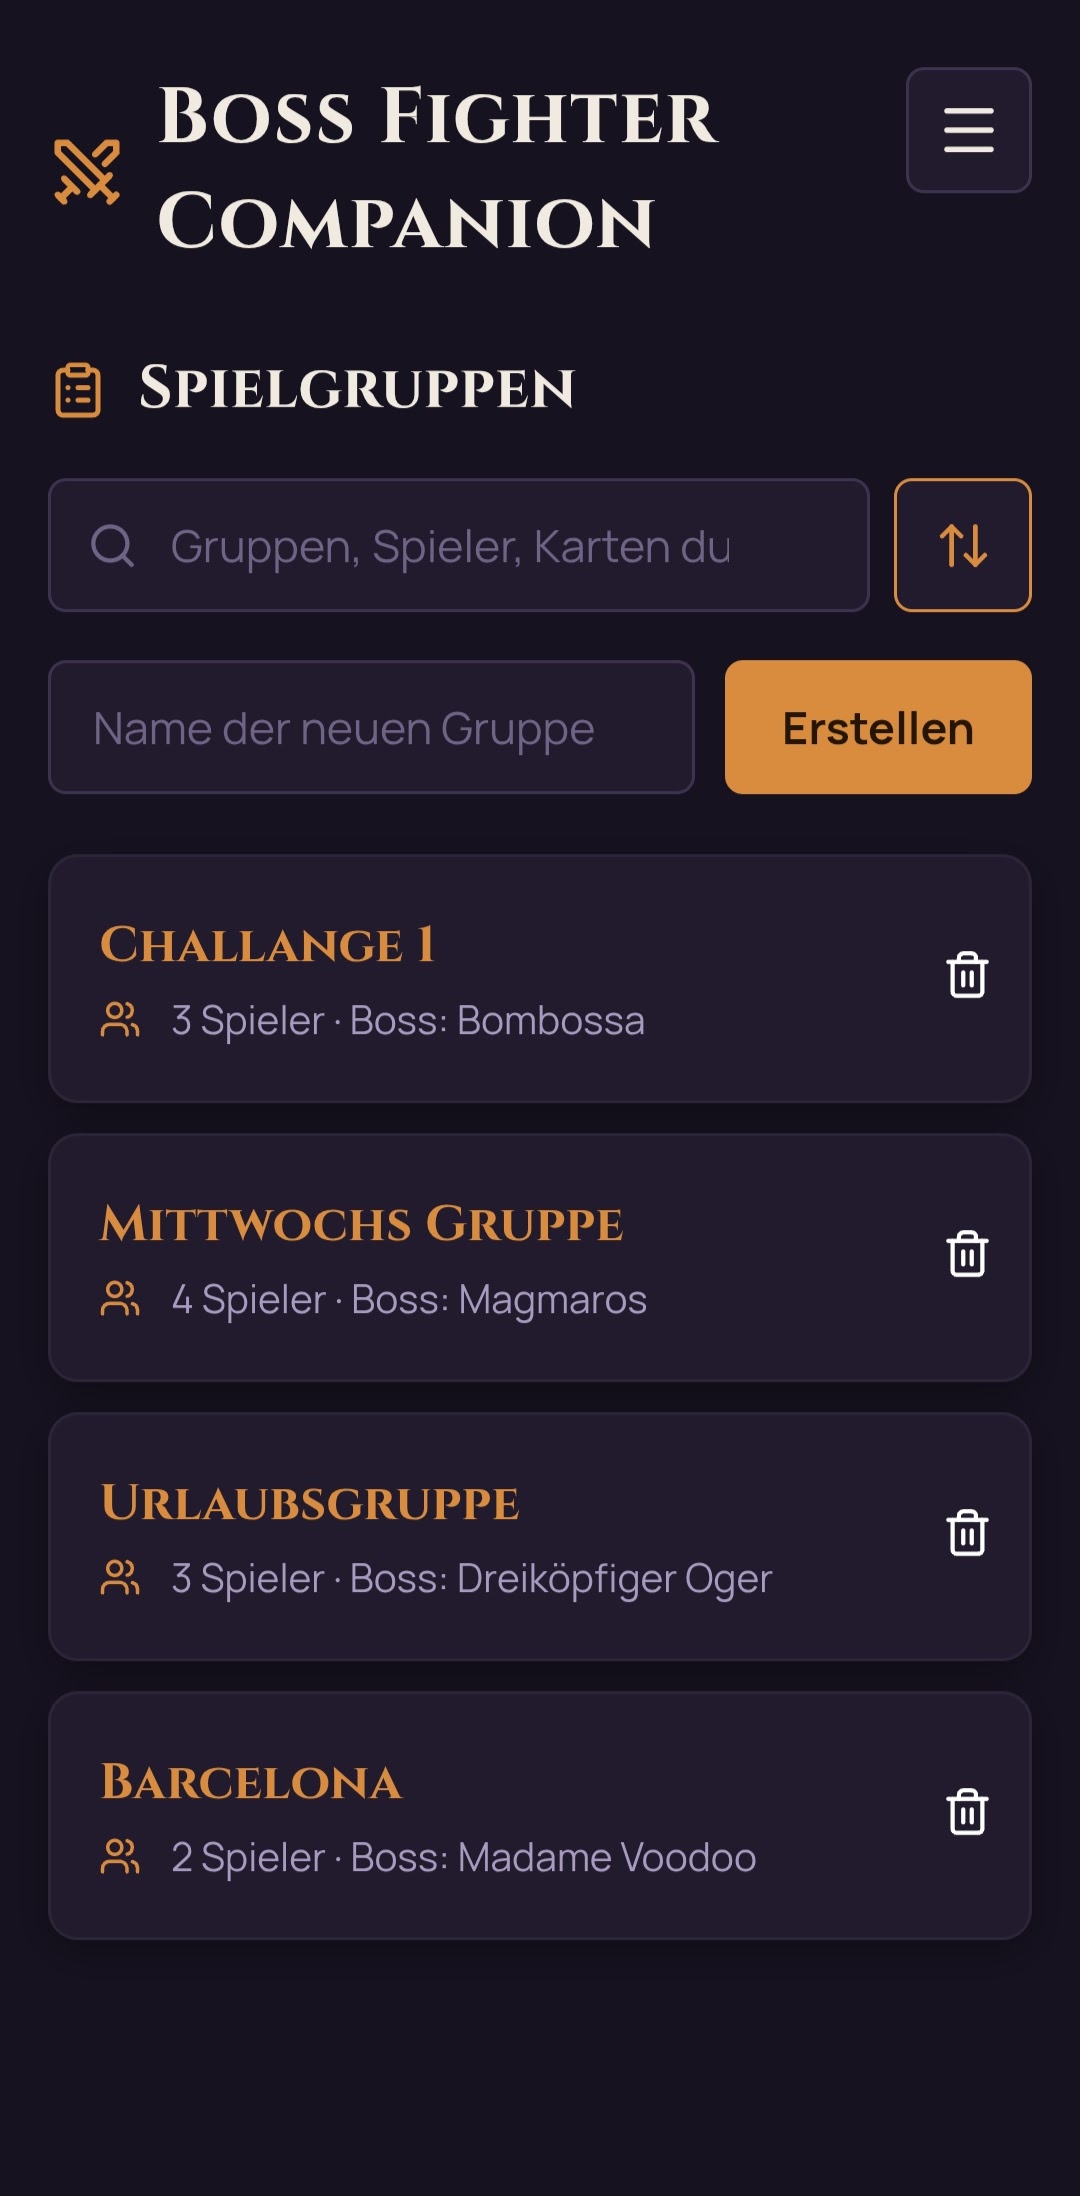 Boss Fighter
Companion
Spielgruppen
Gruppen, Spieler, Karten du
Name der neuen Gruppe
Erstellen
Challange 1
3 Spieler · Boss: Bombossa
Mittwochs Gruppe
4 Spieler · Boss: Magmaros
Urlaubsgruppe
3 Spieler · Boss: Dreiköpfiger Oger
Barcelona
2 Spieler · Boss: Madame Voodoo